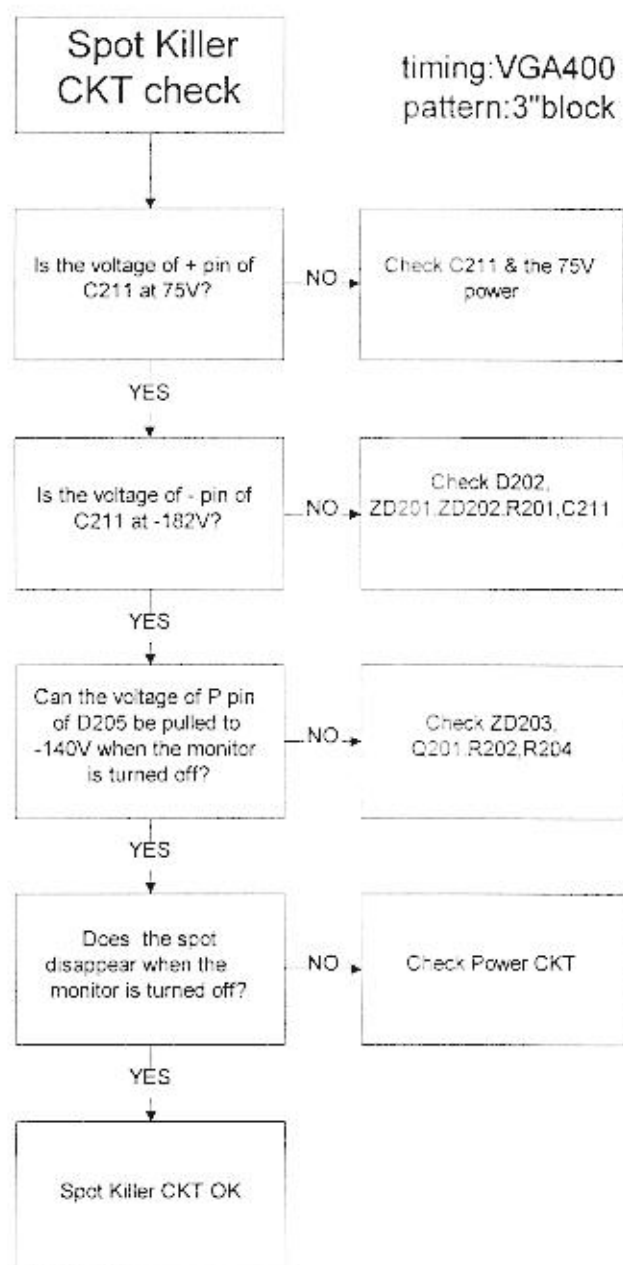 Spot Killer
CKT check
timing:VGA400
pattern:3"block
Is the voltage of + pin of
C211 at 75V?
NO
Check C211 & the 75V
power
YES
Is the voltage of - pin of
C211 at -182V?
NO
Check D202,
ZD201,ZD202,R201,C211
YES
Can the voltage of P pin
of D205 be pulled to
-140V when the monitor
is turned off?
NO
Check ZD203,
Q201,R202,R204
YES
Does the spot
disappear when the
monitor is turned off?
NO
Check Power CKT
YES
Spot Killer CKT OK